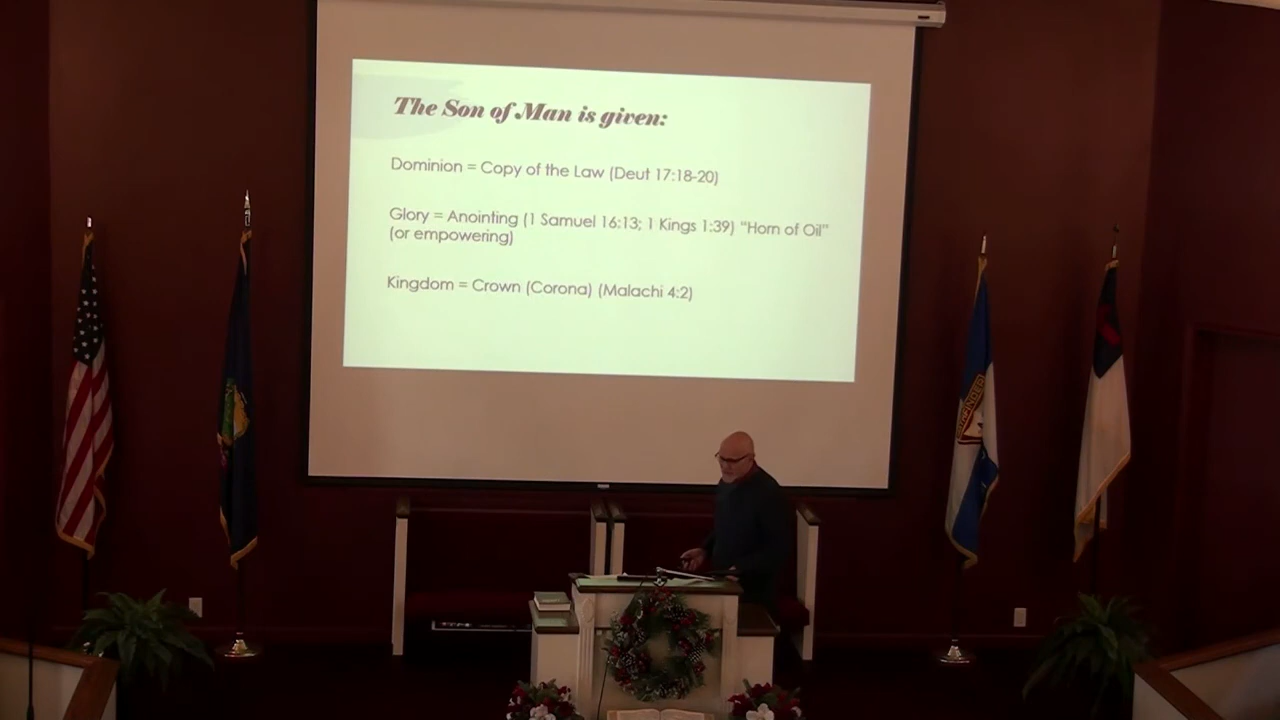 The Son of Man is given:
Dominion = Copy of the Law (Deut 17:18-20)
Glory = Anointing (1 Samuel 16:13; 1 Kings 1:39) "Horn of Oil"
(or empowering)
Kingdom = Crown (Corona) (Malachi 4:2)